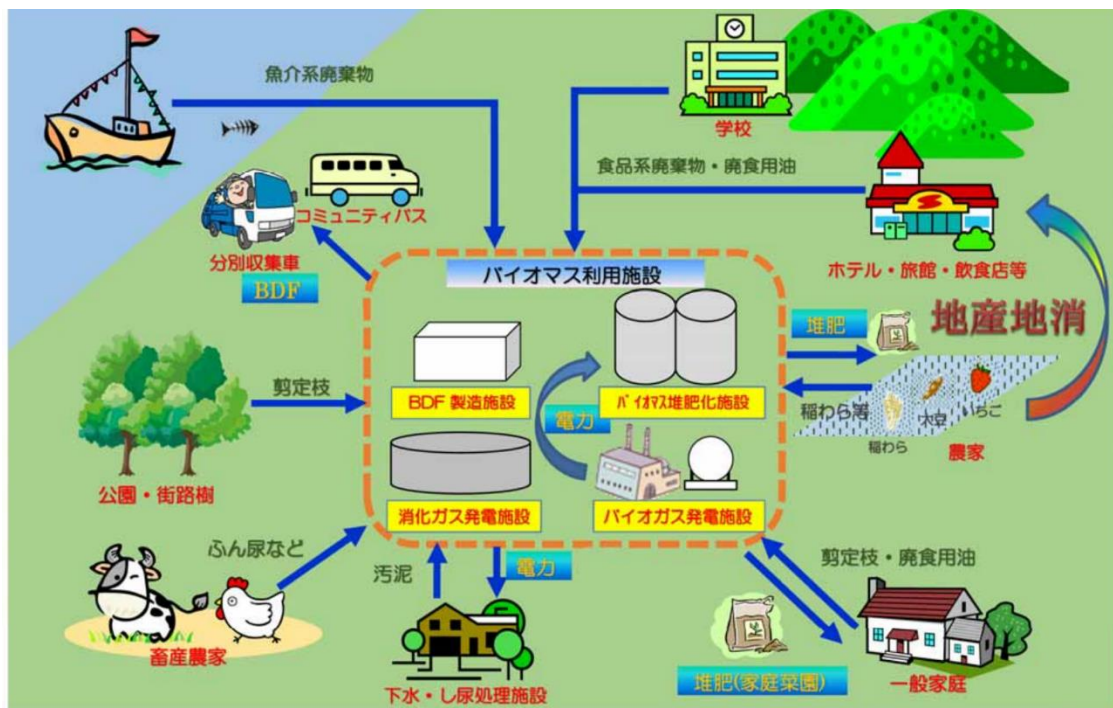 魚介系廃棄物
学校
食品系廃棄物・廃食用油
コミュニティバス
分別収集車
BDF
バイオマス利用施設
ホテル・旅館・飲食店等
地産地消
堆肥
稲わら等
稲わら
大豆
いちご
農家
剪定枝
公園・街路樹
BDF製造施設
バイオマス堆肥化施設
電力
消化ガス発電施設
バイオガス発電施設
ふん尿など
畜産農家
汚泥
電力
下水・し尿処理施設
剪定枝・廃食用油
堆肥(家庭菜園)
一般家庭